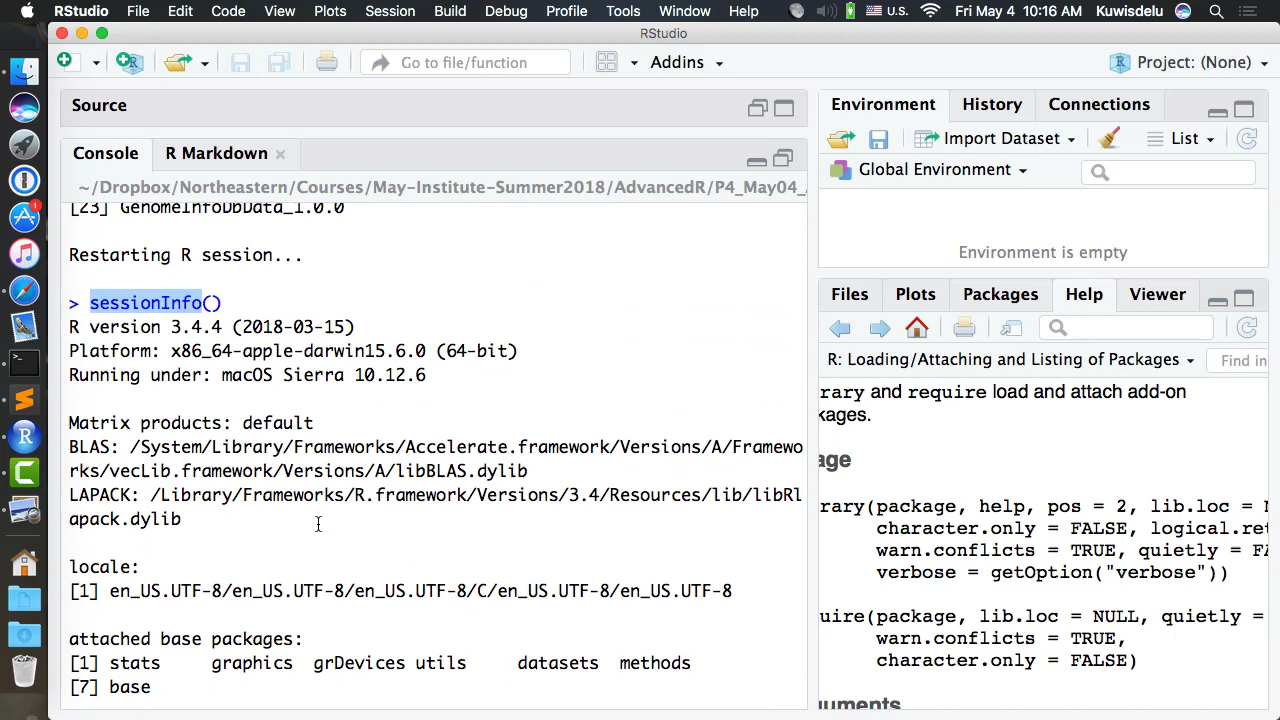 RStudio File Edit Code View Plots Session Build Debug Profile Tools Window Help U.S. Fri May 4 10:16 AM Kuwisdelu
RStudio
Go to file/function Addins Project: (None)
Source
Console R Markdown
~/Dropbox/Northeastern/Courses/May-Institute-Summer2018/AdvancedR/P4_May04_
[23] GenomeInfoDbData_1.0.0
Restarting R session...
> sessionInfo()
R version 3.4.4 (2018-03-15)
Platform: x86_64-apple-darwin15.6.0 (64-bit)
Running under: macOS Sierra 10.12.6
Matrix products: default
BLAS: /System/Library/Frameworks/Accelerate.framework/Versions/A/Framewo
rks/vecLib.framework/Versions/A/libBLAS.dylib
LAPACK: /Library/Frameworks/R.framework/Versions/3.4/Resources/lib/libRl
apack.dylib
locale:
[1] en_US.UTF-8/en_US.UTF-8/en_US.UTF-8/C/en_US.UTF-8/en_US.UTF-8
attached base packages:
[1] stats graphics grDevices utils datasets methods
[7] base
Environment History Connections
Import Dataset List
Global Environment
Environment is empty
Files Plots Packages Help Viewer
R: Loading/Attaching and Listing of Packages Find in
rary and require load and attach add-on
kages.
age
rary(package, help, pos = 2, lib.loc = N
character.only = FALSE, logical.ret
warn.conflicts = TRUE, quietly = FA
verbose = getOption("verbose"))
uire(package, lib.loc = NULL, quietly =
warn.conflicts = TRUE,
character.only = FALSE)
uments